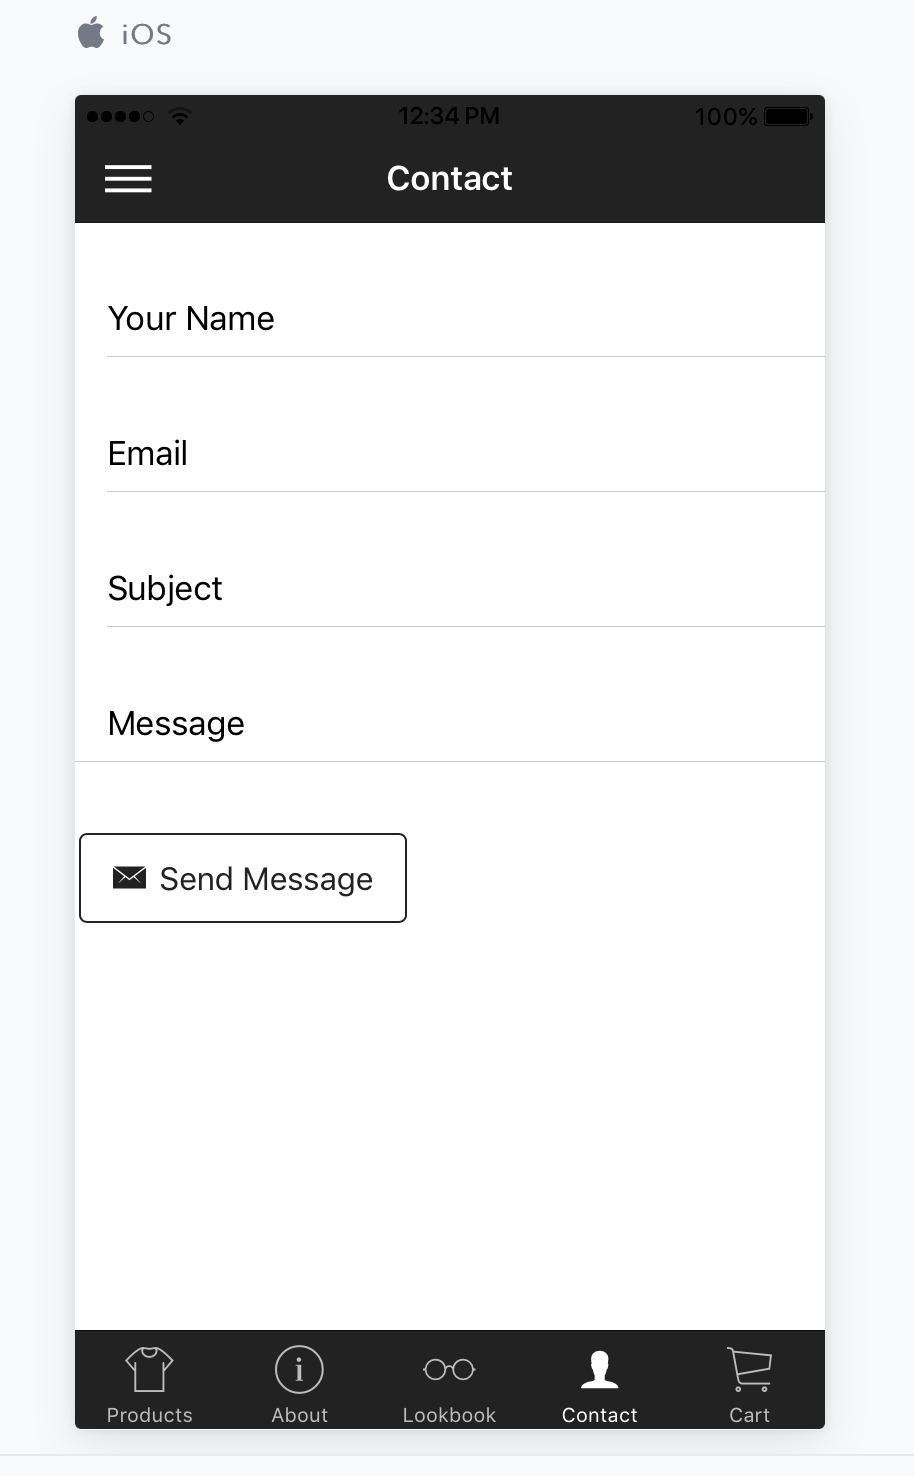 iOS
12:34 PM 100%
Contact
Your Name
Email
Subject
Message
Send Message
Products About Lookbook Contact Cart